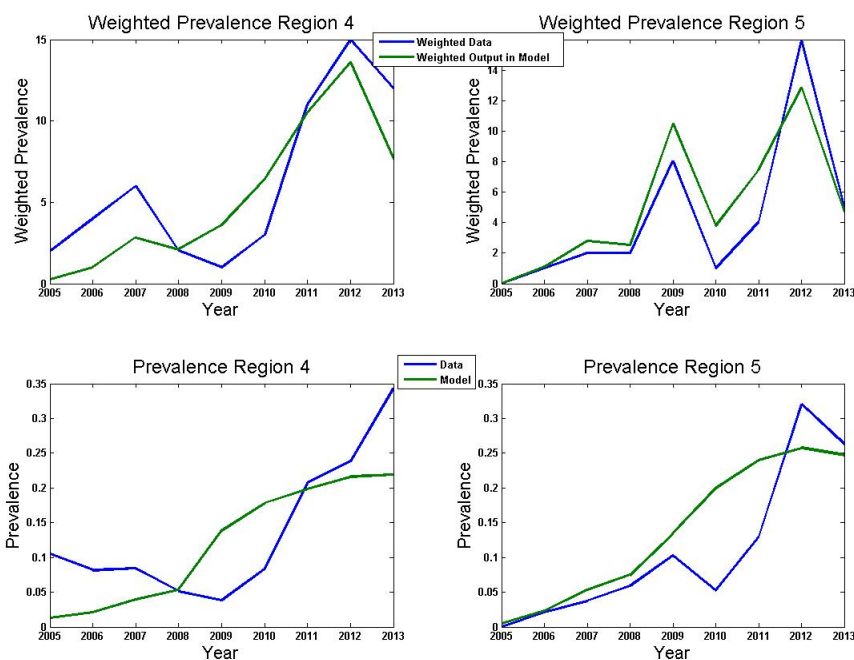 Weighted Prevalence Region 4
Weighted Prevalence Region 5
Weighted Data
Weighted Output in Model
15
10
5
0
Weighted Prevalence
2005 2006 2007 2008 2009 2010 2011 2012 2013
Year
14
12
10
8
6
4
2
0
Weighted Prevalence
2005 2006 2007 2008 2009 2010 2011 2012 2013
Year
Prevalence Region 4
Prevalence Region 5
Data
Model
0.35
0.3
0.25
0.2
0.15
0.1
0.05
0
Prevalence
2005 2006 2007 2008 2009 2010 2011 2012 2013
Year
0.35
0.3
0.25
0.2
0.15
0.1
0.05
0
Prevalence
2005 2006 2007 2008 2009 2010 2011 2012 2013
Year